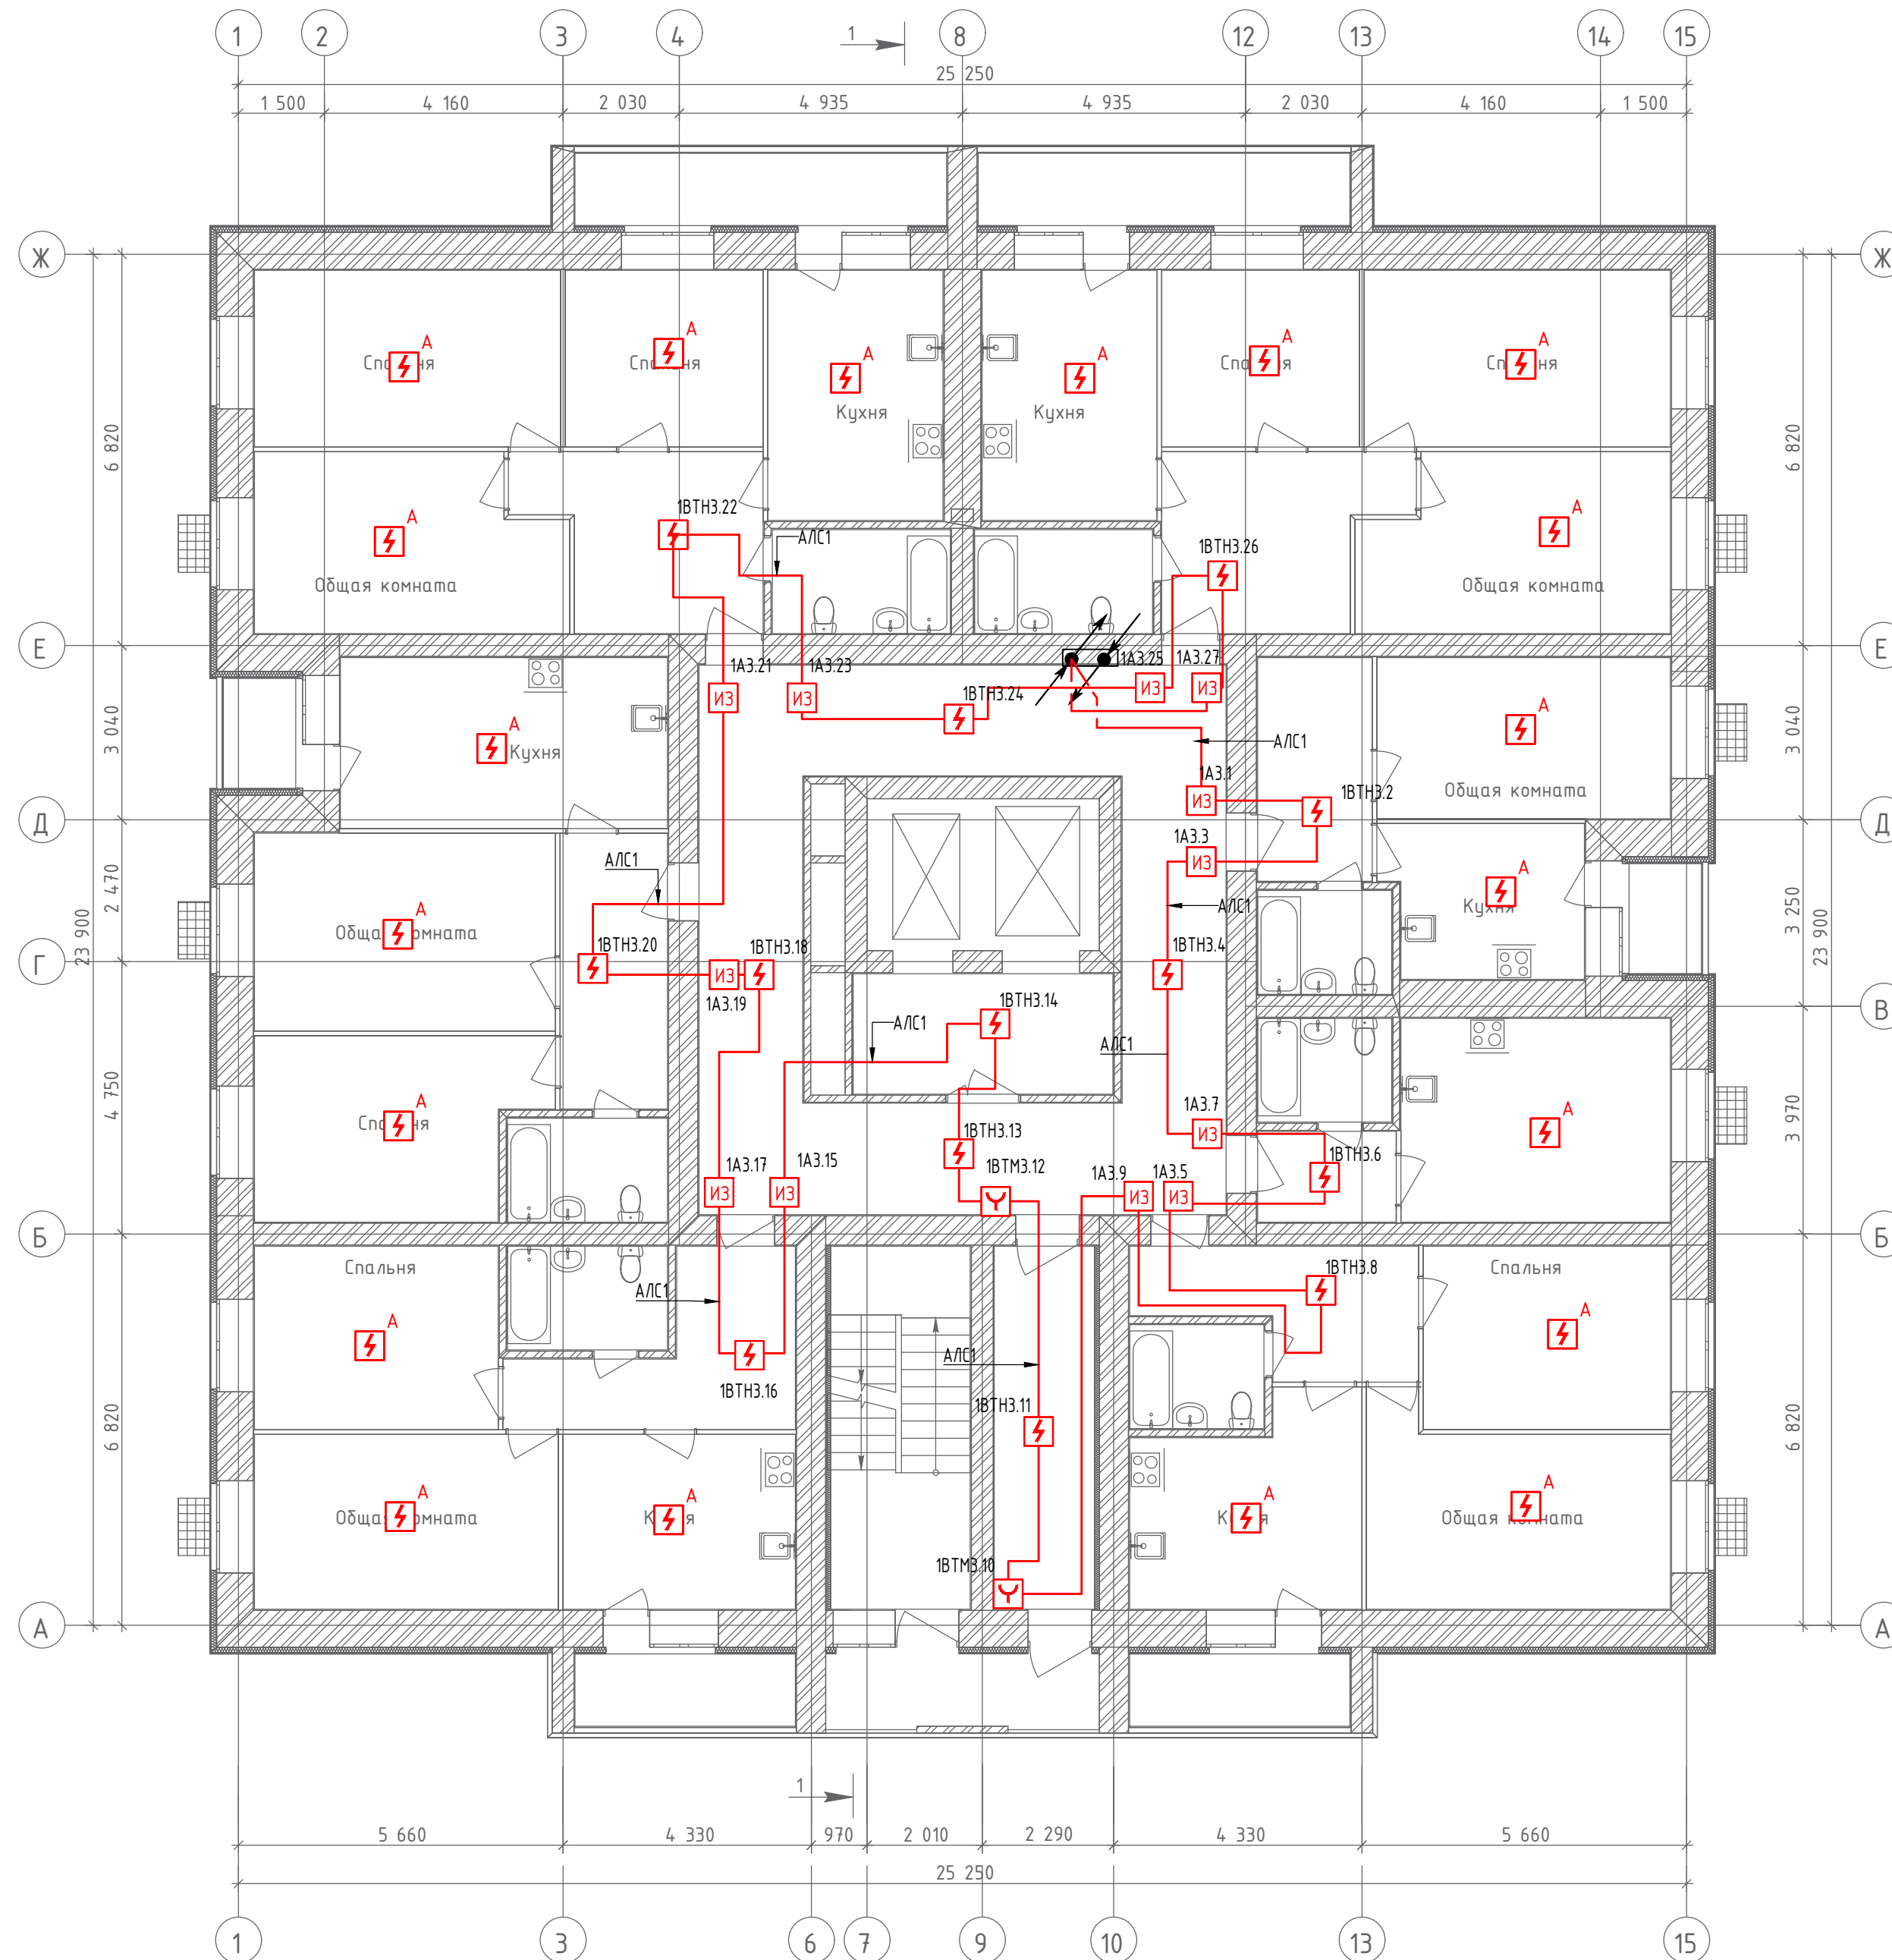 1 2 3 4 1 8 12 13 14 15
25 250
1 500 4 160 2 030 4 935 4 935 2 030 4 160 1 500
Ж Ж
А А А А А А
Кухня Кухня
6 820 6 820
1ВТН3.22
А А
АЛС1
1ВТН3.26
Общая комната Общая комната
Е Е
1А3.21 1А3.23 1А3.25 1А3.27
ИЗ ИЗ 1ВТН3.24 ИЗ ИЗ
А А
Кухня
3 040 3 040
АЛС1
1А3.1
ИЗ 1ВТН3.2
Общая комната
Д Д
1А3.3
ИЗ
АЛС1
А
2 470 3 250
23 900 23 900
АЛС1
А
1ВТН3.20 1ВТН3.18 1ВТН3.4
Г
ИЗ
1А3.19
В
1ВТН3.14
АЛС1
АЛС1
4 750 3 970
А А
1А3.7
ИЗ
1ВТН3.13
1А3.17 1А3.15 1ВТМ3.12 1А3.9 1А3.5 1ВТН3.6
ИЗ ИЗ ИЗ ИЗ
Б Б
Спальня Спальня
1ВТН3.8
АЛС1
А А
АЛС1
1ВТН3.16
1ВТН3.11
6 820 6 820
А А А А
1ВТМ3.10
А А
1
5 660 4 330 970 2 010 2 290 4 330 5 660
25 250
1 3 6 7 9 10 13 15